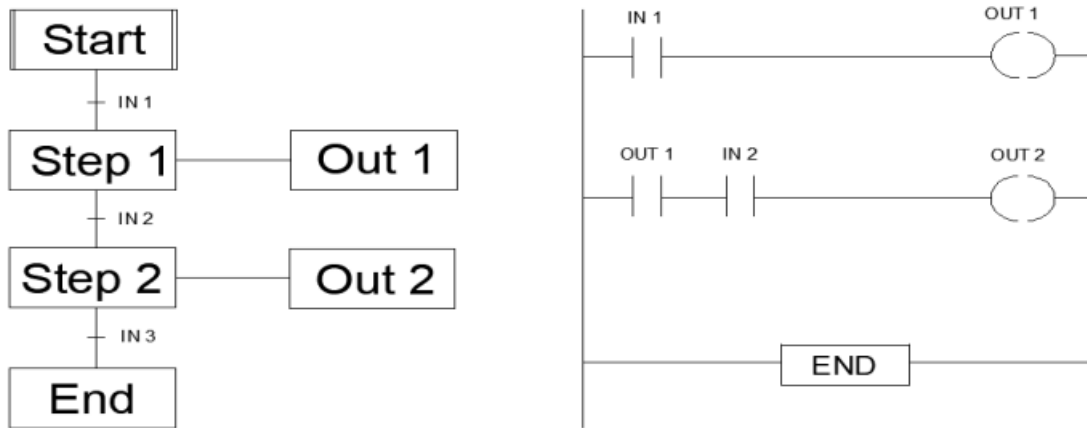 Start
IN 1
Step 1
Out 1
IN 2
Step 2
Out 2
IN 3
End
IN 1
OUT 1
OUT 1
IN 2
OUT 2
END